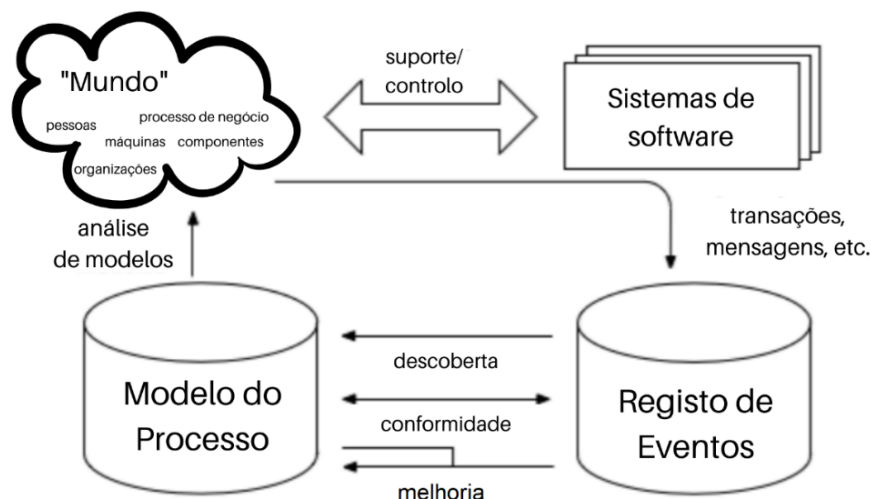 "Mundo"
pessoas
processo de negócio
máquinas
componentes
organizações
suporte/
controlo
Sistemas de
software
análise
de modelos
transações,
mensagens, etc.
Modelo do
Processo
descoberta
conformidade
melhoria
Registo de
Eventos